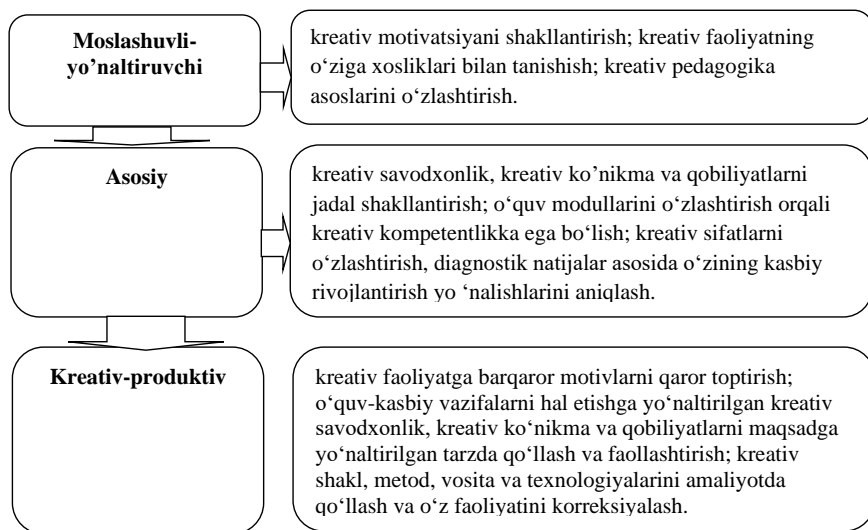 Moslashuvli-
yo’naltiruvchi
kreativ motivatsiyani shakllantirish; kreativ faoliyatning
o‘ziga xosliklari bilan tanishish; kreativ pedagogika
asoslarini o‘zlashtirish.
Asosiy
kreativ savodxonlik, kreativ ko’nikma va qobiliyatlarni
jadal shakllantirish; o‘quv modullarini o‘zlashtirish orqali
kreativ kompetentlikka ega bo‘lish; kreativ sifatlarni
o‘zlashtirish, diagnostik natijalar asosida o‘zining kasbiy
rivojlantirish yo ‘nalishlarini aniqlash.
Kreativ-produktiv
kreativ faoliyatga barqaror motivlarni qaror toptirish;
o‘quv-kasbiy vazifalarni hal etishga yo‘naltirilgan kreativ
savodxonlik, kreativ ko‘nikma va qobiliyatlarni maqsadga
yo‘naltirilgan tarzda qo‘llash va faollashtirish; kreativ
shakl, metod, vosita va texnologiyalarini amaliyotda
qo‘llash va o‘z faoliyatini korreksiyalash.